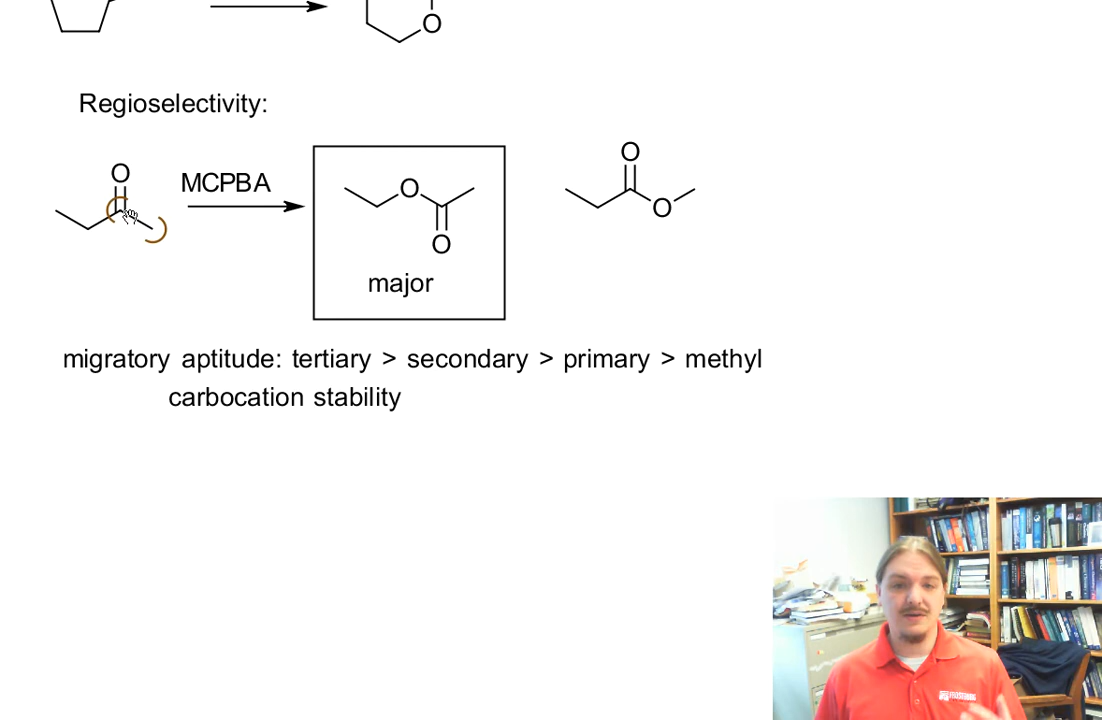 O
Regioselectivity:
O
MCPBA
O
O
major
O
O
migratory aptitude: tertiary > secondary > primary > methyl
carbocation stability